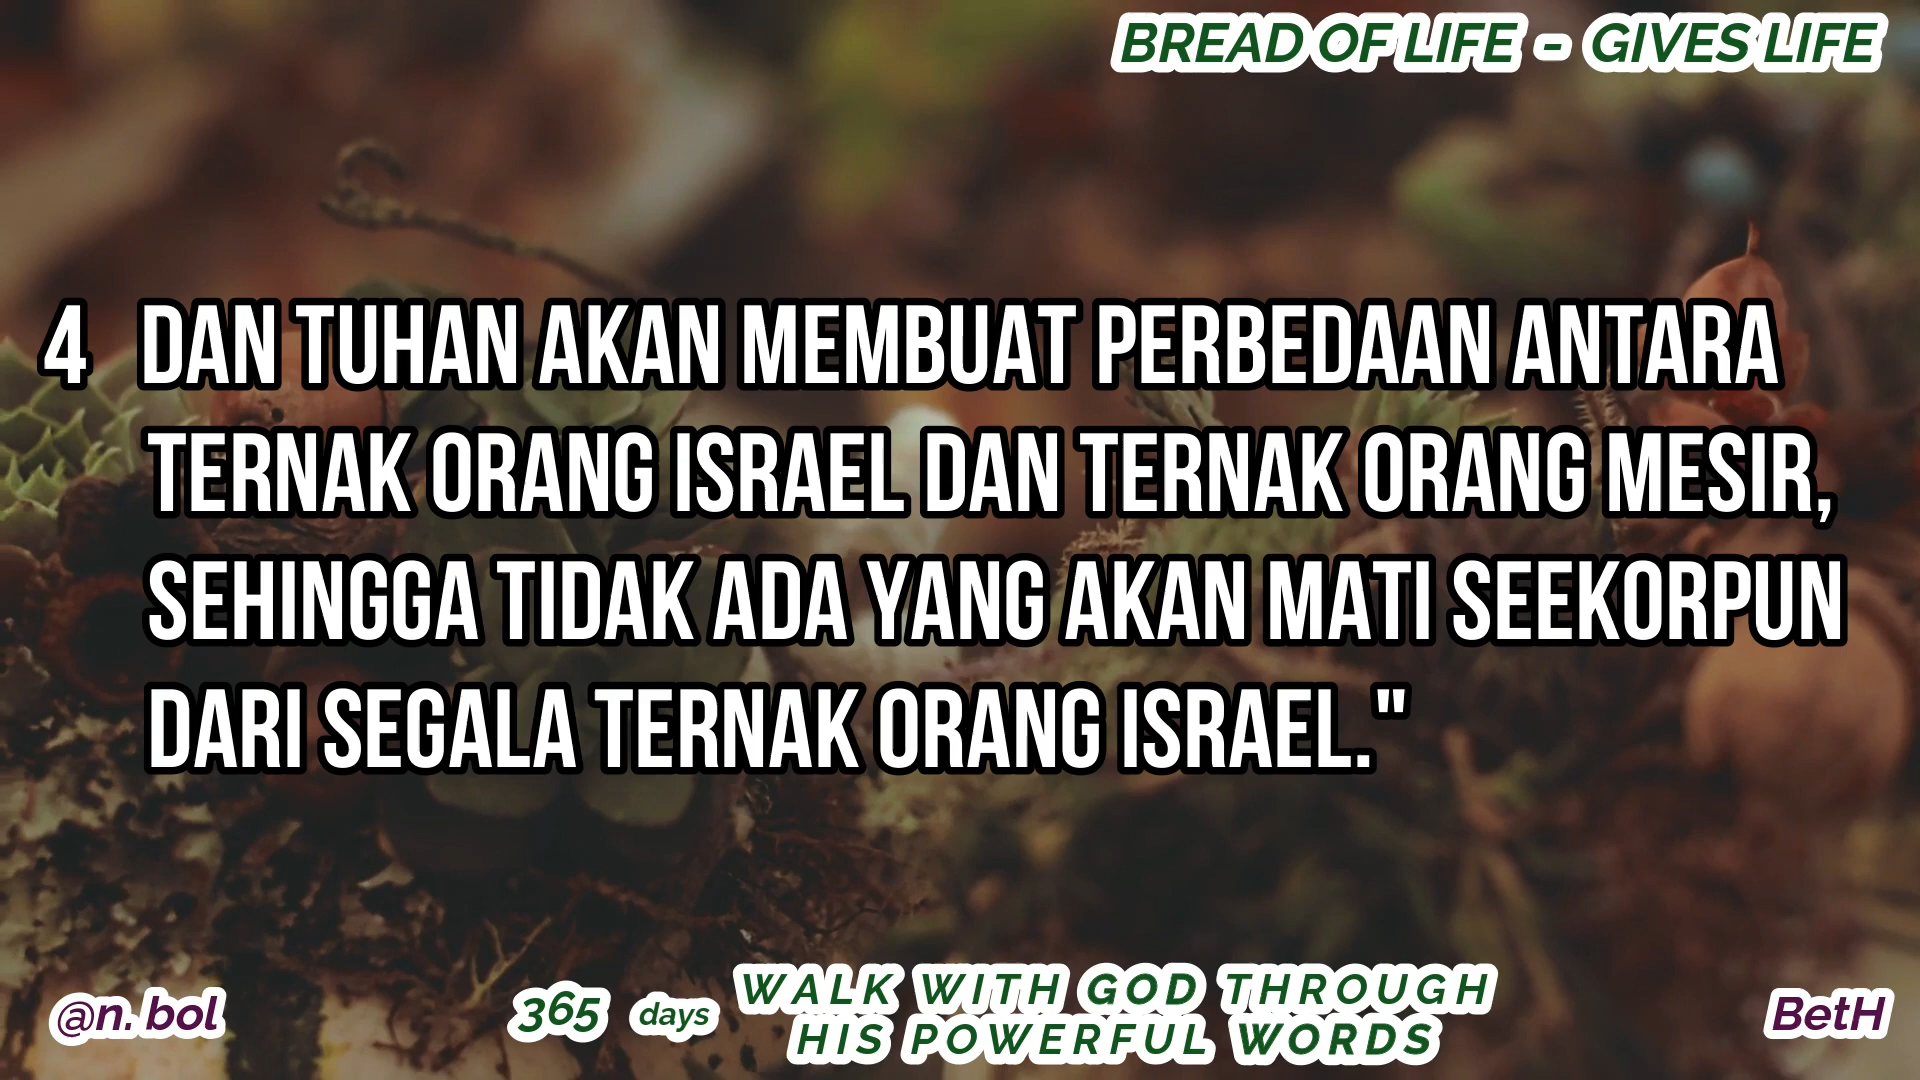 BREAD OF LIFE - GIVES LIFE
4 DAN TUHAN AKAN MEMBUAT PERBEDAAN ANTARA
TERNAK ORANG ISRAEL DAN TERNAK ORANG MESIR,
SEHINGGA TIDAK ADA YANG AKAN MATI SEEKORPUN
DARI SEGALA TERNAK ORANG ISRAEL."
@n.bol
365 days
WALK WITH GOD THROUGH
HIS POWERFUL WORDS
BetH